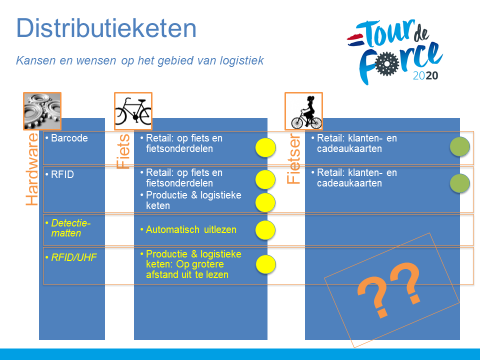 Distributieketen
Kansen en wensen op het gebied van logistiek
Tour de
Force
2020
Hardware
Fiets
Fietser
• Barcode
• Retail: op fiets en
fietsonderdelen
• Retail: klanten- en
cadeaukaarten
• RFID
• Retail: op fiets en
fietsonderdelen
• Productie & logistieke
keten
• Retail: klanten- en
cadeaukaarten
• Detectie-
matten
• Automatisch uitlezen
• RFID/UHF
• Productie & logistieke
keten: Op grotere
afstand uit te lezen
??